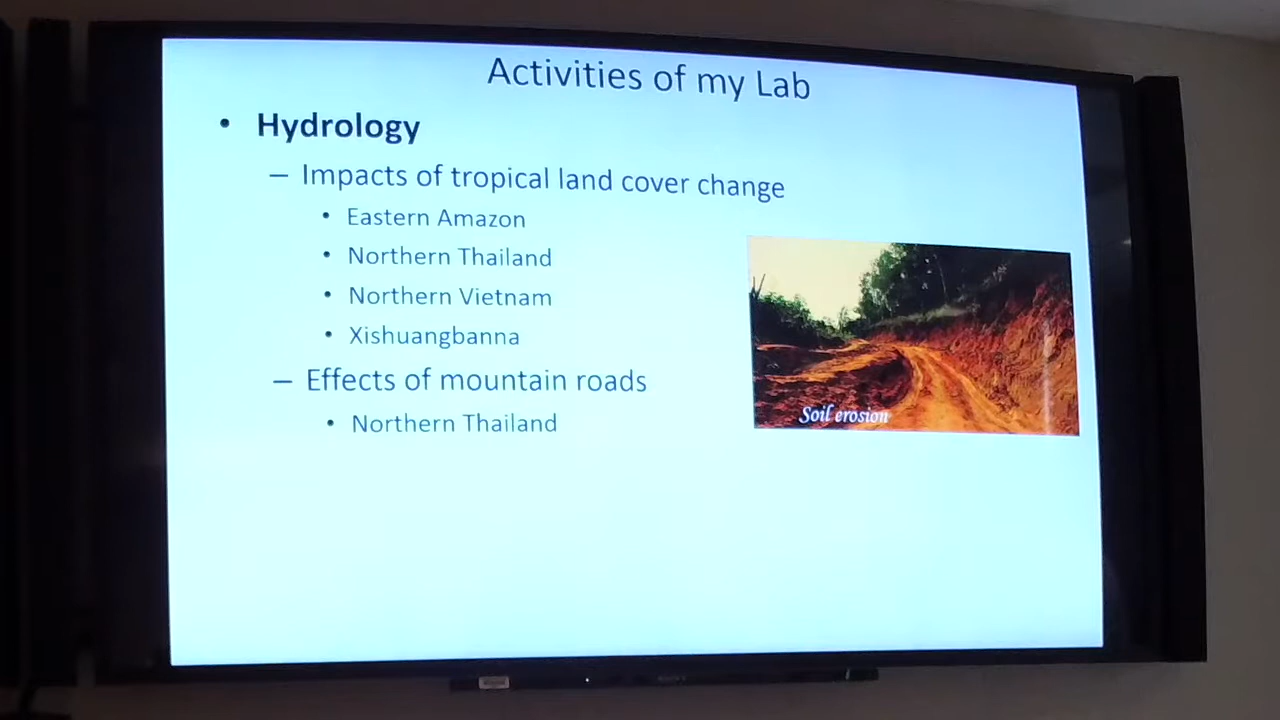 Activities of my Lab
• Hydrology
– Impacts of tropical land cover change
• Eastern Amazon
• Northern Thailand
• Northern Vietnam
• Xishuangbanna
– Effects of mountain roads
• Northern Thailand
Soil erosion